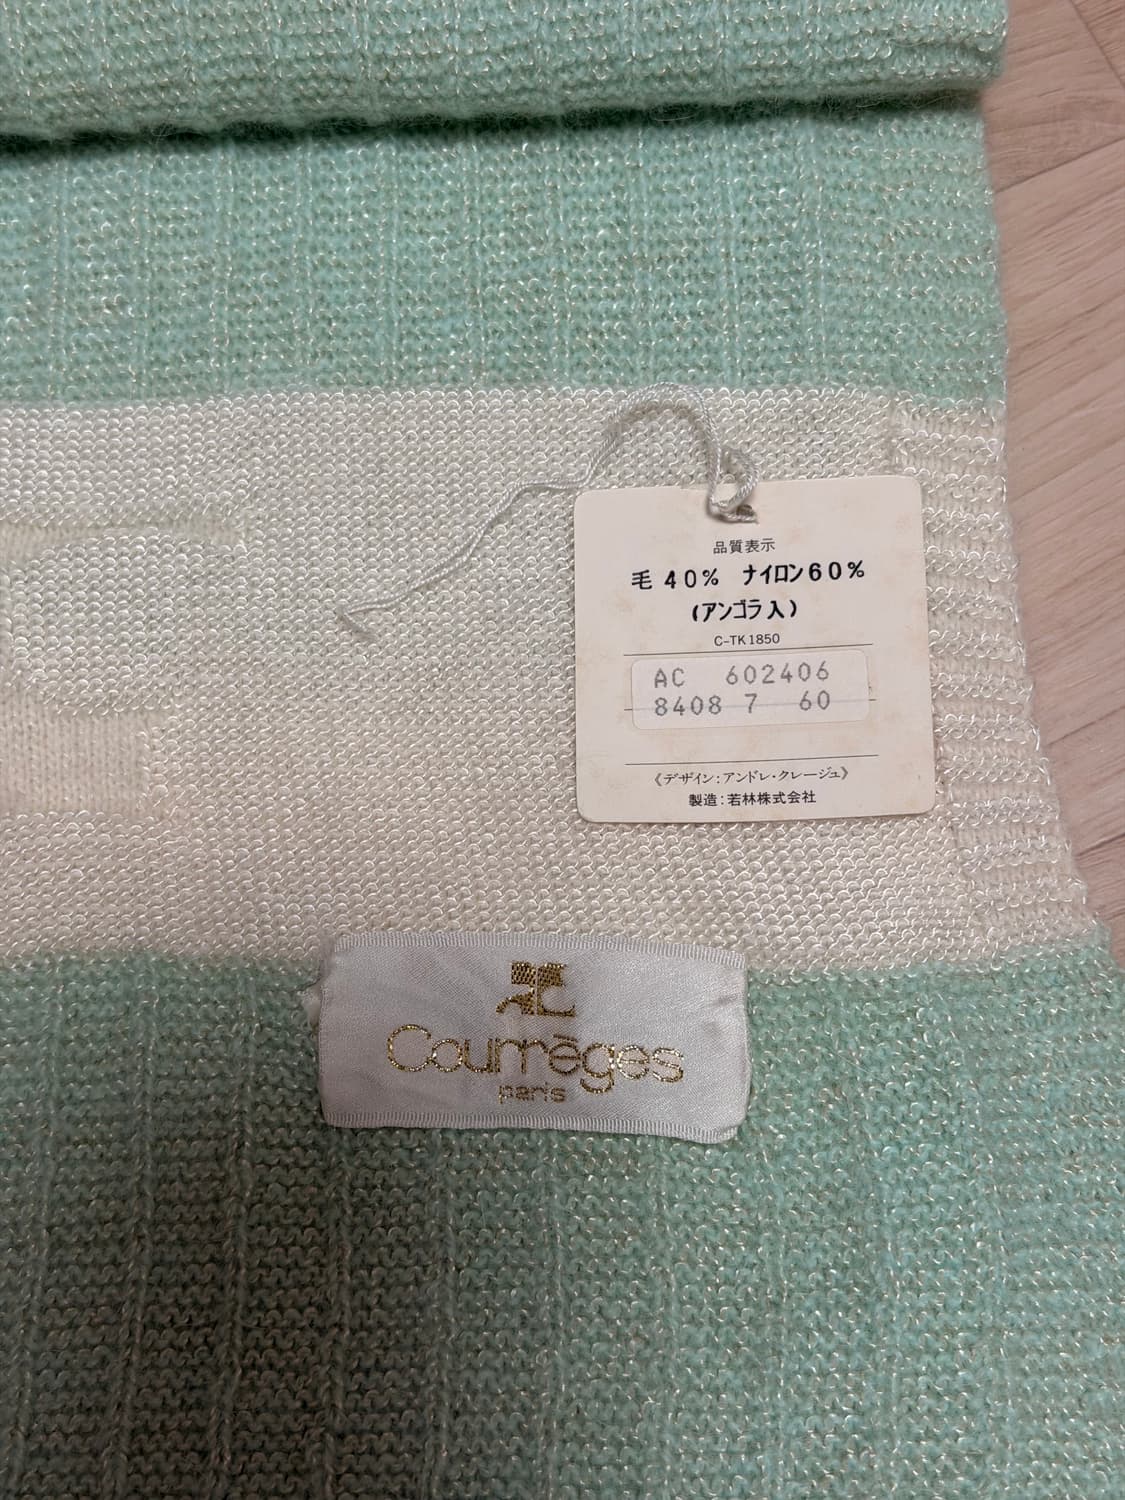 品質表示
毛 40% ナイロン60%
(アンゴラ入)
C-TK1850
AC 602406
8408 7 60
《デザイン:アンドレ・クレージュ》
製造:若林株式会社
AC
Courrèges
paris